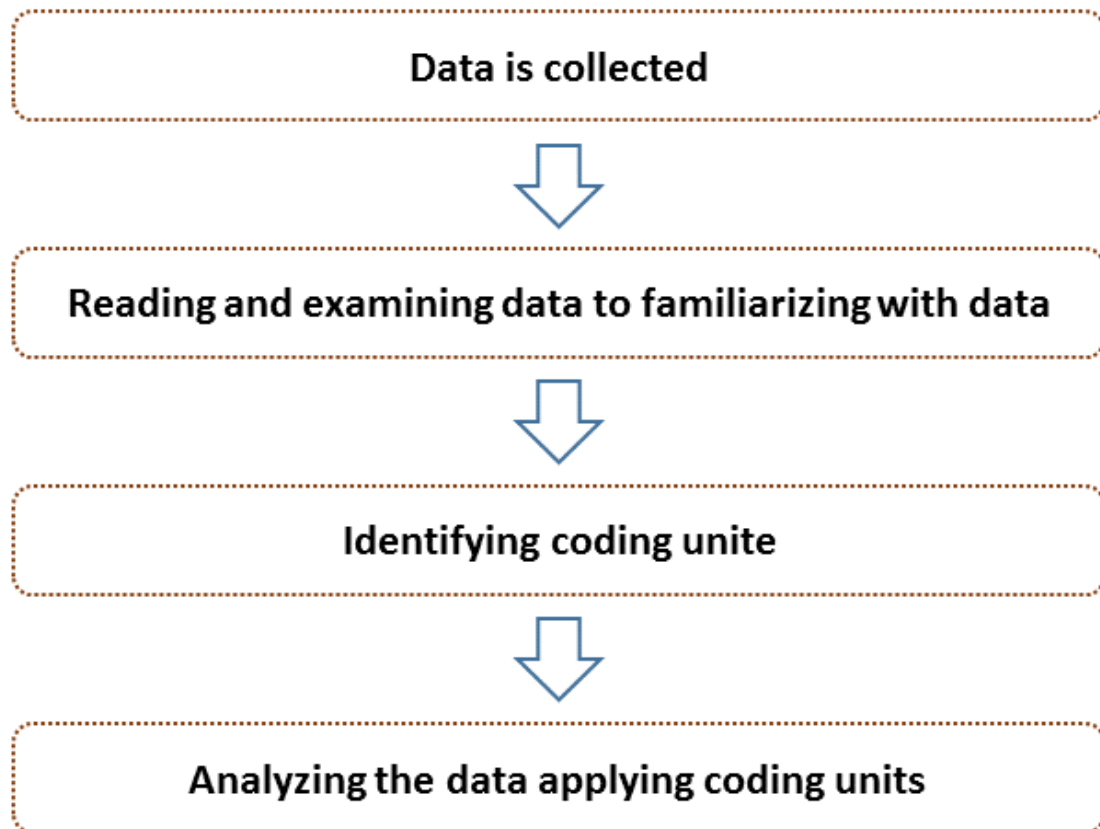 Data is collected
Reading and examining data to familiarizing with data
Identifying coding unite
Analyzing the data applying coding units